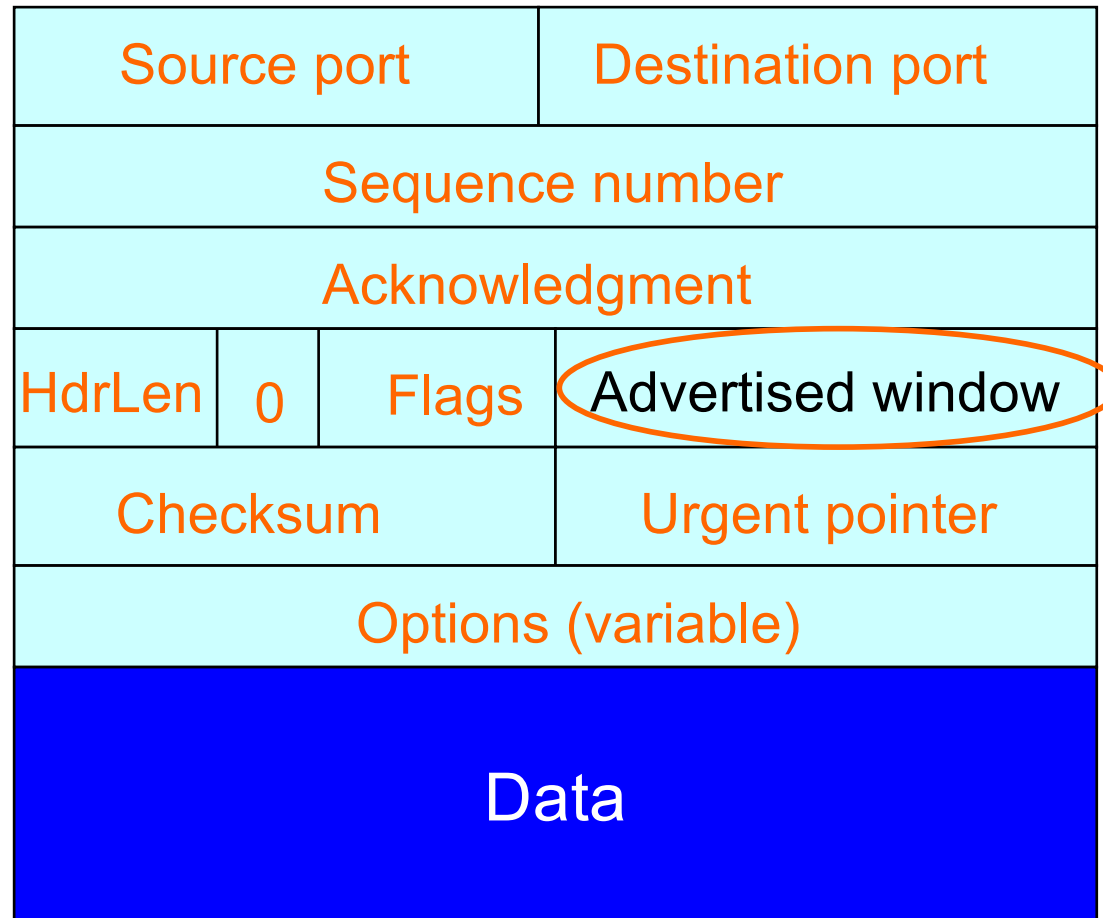 Source port
Destination port
Sequence number
Acknowledgment
HdrLen
0
Flags
Advertised window
Checksum
Urgent pointer
Options (variable)
Data